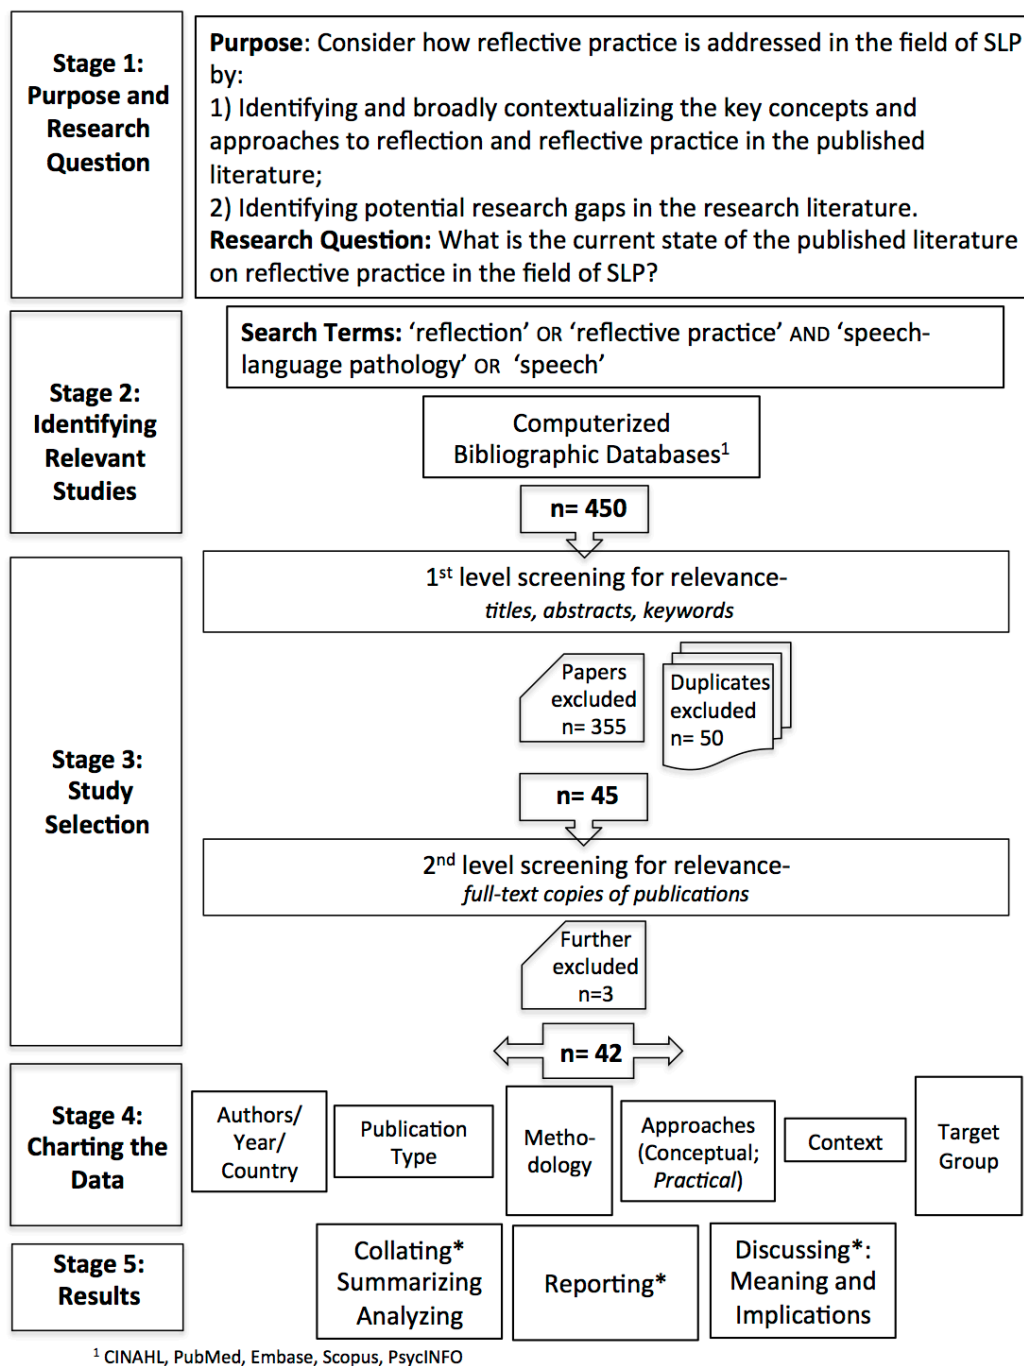 Stage 1:
Purpose and
Research
Question
Purpose: Consider how reflective practice is addressed in the field of SLP
by:
1) Identifying and broadly contextualizing the key concepts and
approaches to reflection and reflective practice in the published
literature;
2) Identifying potential research gaps in the research literature.
Research Question: What is the current state of the published literature
on reflective practice in the field of SLP?
Stage 2:
Identifying
Relevant
Studies
Search Terms: ‘reflection’ OR ‘reflective practice’ AND ‘speech-
language pathology’ OR ‘speech’
Computerized
Bibliographic Databases¹
n= 450
Stage 3:
Study
Selection
1st level screening for relevance-
titles, abstracts, keywords
Papers
excluded
n= 355
Duplicates
excluded
n= 50
n= 45
2nd level screening for relevance-
full-text copies of publications
Further
excluded
n=3
n= 42
Stage 4:
Charting the
Data
Authors/
Year/
Country
Publication
Type
Metho-
dology
Approaches
(Conceptual;
Practical)
Context
Target
Group
Stage 5:
Results
Collating*
Summarizing
Analyzing
Reporting*
Discussing*:
Meaning and
Implications
¹ CINAHL, PubMed, Embase, Scopus, PsycINFO